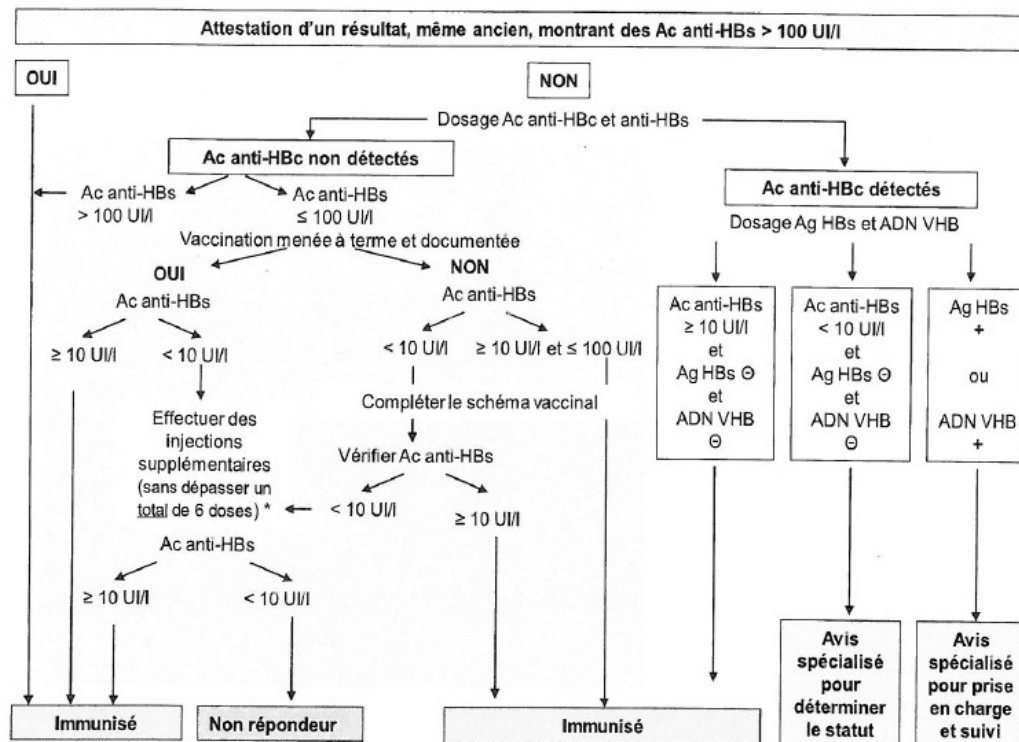 Attestation d'un résultat, même ancien, montrant des Ac anti-HBs > 100 UI/l
OUI
NON
Dosage Ac anti-HBc et anti-HBs
Ac anti-HBc non détectés
Ac anti-HBs
> 100 UI/l
Ac anti-HBs
≤ 100 UI/l
Vaccination menée à terme et documentée
OUI
Ac anti-HBs
≥ 10 UI/l
< 10 UI/l
Effectuer des
injections
supplémentaires
(sans dépasser un
total de 6 doses) *
Ac anti-HBs
≥ 10 UI/l
< 10 UI/l
NON
Ac anti-HBs
< 10 UI/l
≥ 10 UI/l et ≤ 100 UI/l
Compléter le schéma vaccinal
Vérifier Ac anti-HBs
< 10 UI/l
≥ 10 UI/l
Ac anti-HBc détectés
Dosage Ag HBs et ADN VHB
Ac anti-HBs
≥ 10 UI/l
et
Ag HBs ⊖
et
ADN VHB
⊖
Ac anti-HBs
< 10 UI/l
et
Ag HBs ⊖
et
ADN VHB
⊖
Ag HBs
+
ou
ADN VHB
+
Immunisé
Non répondeur
Immunisé
Avis
spécialisé
pour
déterminer
le statut
Avis
spécialisé
pour prise
en charge
et suivi